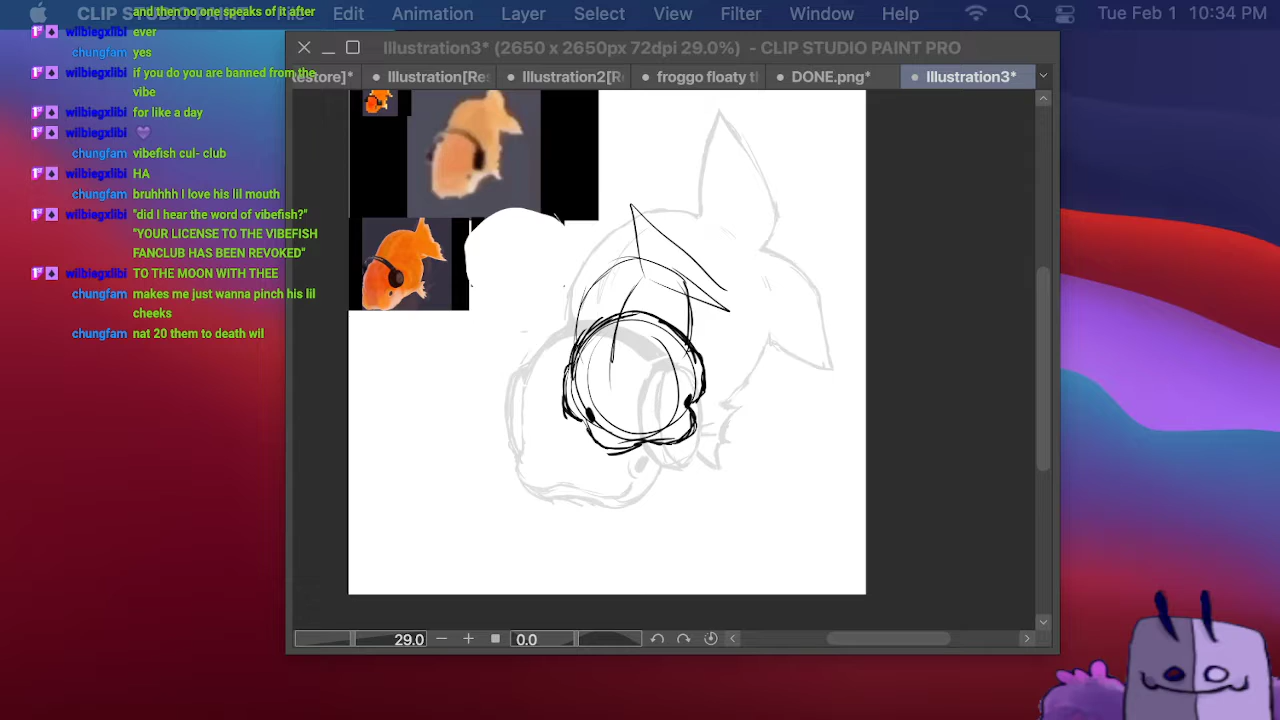 CLIP STUDIO PAINT File Edit Animation Layer Select View Filter Window Help Tue Feb 1 10:34 PM
and then no one speaks of it after
wilbiegxlibi ever
chungfam yes
wilbiegxlibi if you do you are banned from the
vibe
wilbiegxlibi for like a day
wilbiegxlibi 💜
chungfam vibefish cul- club
wilbiegxlibi HA
chungfam bruhhhh I love his lil mouth
wilbiegxlibi "did I hear the word of vibefish?"
"YOUR LICENSE TO THE VIBEFISH
FANCLUB HAS BEEN REVOKED"
wilbiegxlibi TO THE MOON WITH THEE
chungfam makes me just wanna pinch his lil
cheeks
chungfam nat 20 them to death wil
Illustration3* (2650 x 2650px 72dpi 29.0%) - CLIP STUDIO PAINT PRO
estore]* Illustration[Res Illustration2[R froggo floaty t DONE.png* Illustration3*
29.0 0.0